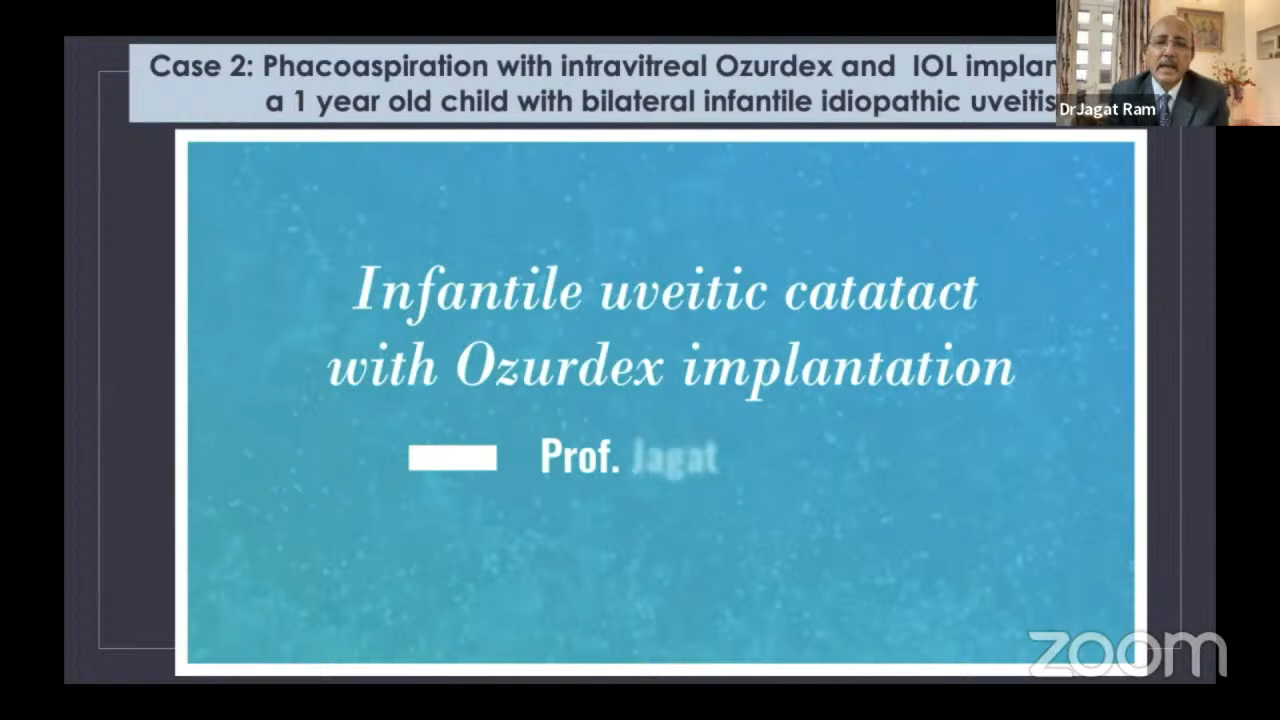 Case 2: Phacoaspiration with intravitreal Ozurdex and IOL implan
a 1 year old child with bilateral infantile idiopathic uveitis
DrJagat Ram
Infantile uveitic catatact
with Ozurdex implantation
Prof. Jagat
zoom